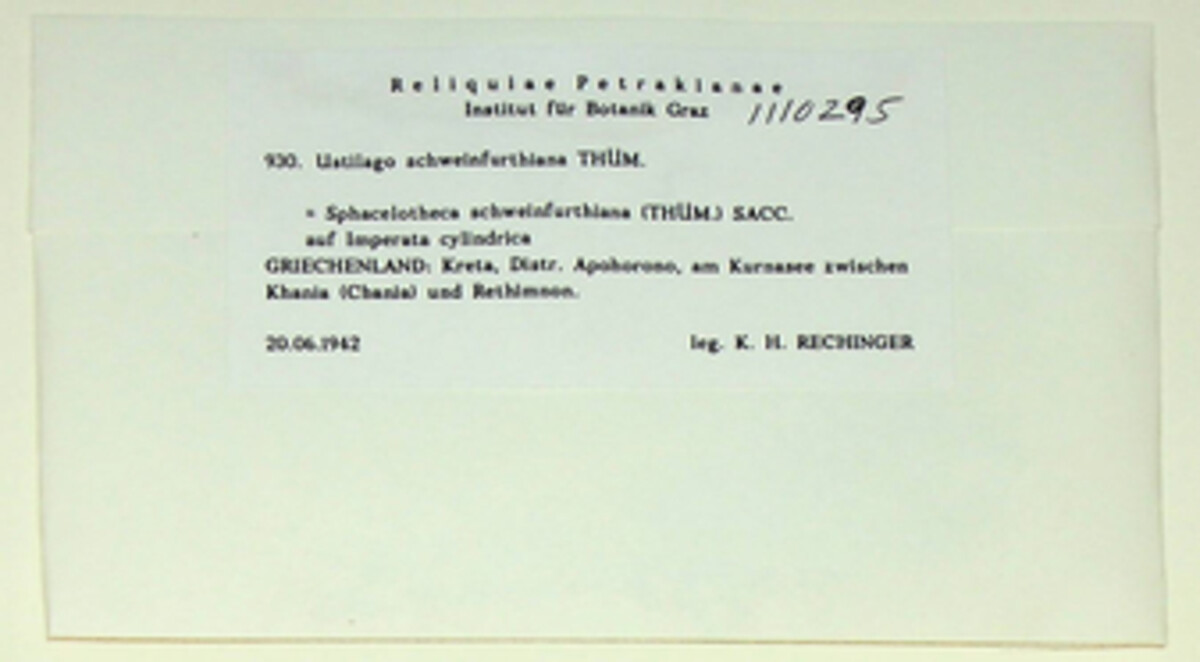 Reliquiae Petrakianae
Institut für Botanik Graz 1110295
930. Ustilago schweinfurthiana THÜM.
= Sphacelotheca schweinfurthiana (THÜM.) SACC.
auf Imperata cylindrica
GRIECHENLAND: Kreta, Distr. Apohorono, am Kurnasee zwischen
Khania (Chania) und Rethimnon.
20.06.1942 leg. K. H. RECHINGER